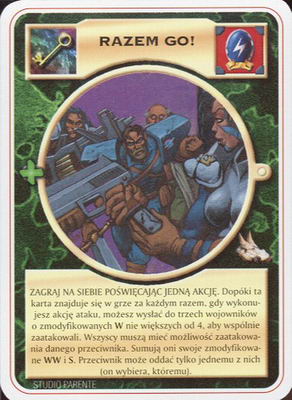 RAZEM GO!
ZAGRAJ NA SIEBIE POŚWIĘCAJĄC JEDNĄ AKCJĘ. Dopóki ta
karta znajduje się w grze za każdym razem, gdy wykonu-
jesz akcję ataku, możesz wysłać do trzech wojowników
o zmodyfikowanych W nie większych od 4, aby wspólnie
zaatakowali. Wszyscy muszą mieć możliwość zaatakowa-
nia danego przeciwnika. Sumują oni swoje zmodyfikowa-
ne WW i S. Przeciwnik może oddać tylko jednemu z nich
(on wybiera, któremu).
STUDIO PARENTE